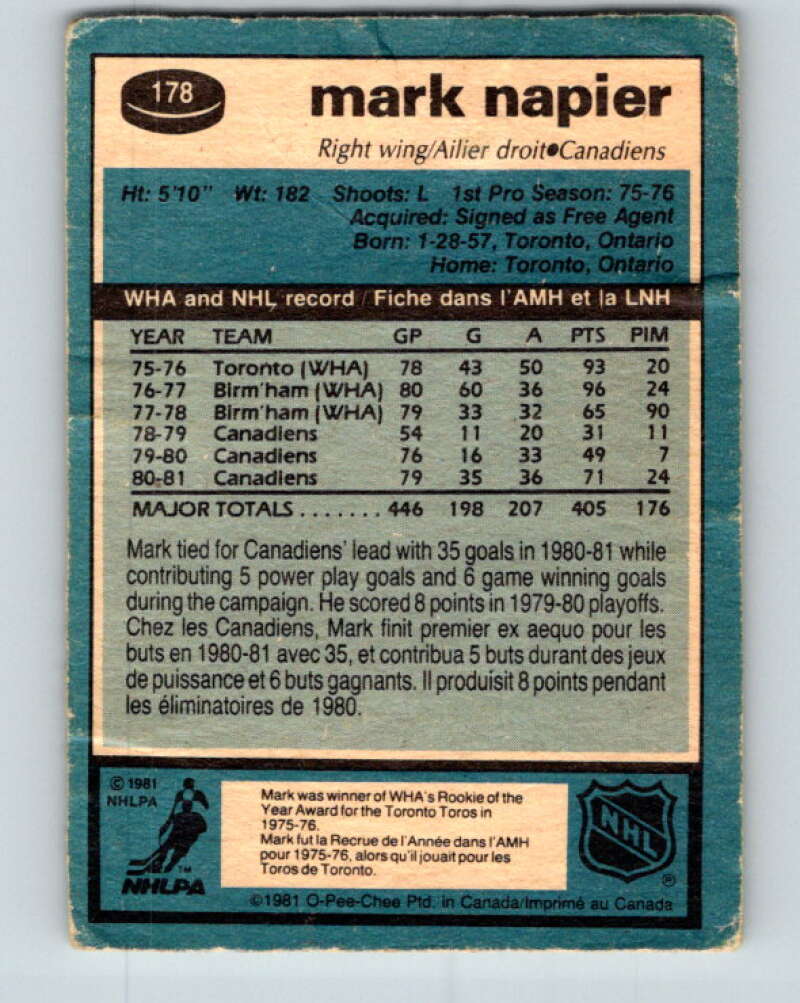 178
mark napier
Right wing/Ailier droit•Canadiens
Ht: 5'10" Wt: 182 Shoots: L 1st Pro Season: 75-76
Acquired: Signed as Free Agent
Born: 1-28-57, Toronto, Ontario
Home: Toronto, Ontario
WHA and NHL record / Fiche dans l'AMH et la LNH
YEAR TEAM GP G A PTS PIM
75-76 Toronto (WHA) 78 43 50 93 20
76-77 Birm'ham (WHA) 80 60 36 96 24
77-78 Birm'ham (WHA) 79 33 32 65 90
78-79 Canadiens 54 11 20 31 11
79-80 Canadiens 76 16 33 49 7
80-81 Canadiens 79 35 36 71 24
MAJOR TOTALS ....... 446 198 207 405 176
Mark tied for Canadiens' lead with 35 goals in 1980-81 while
contributing 5 power play goals and 6 game winning goals
during the campaign. He scored 8 points in 1979-80 playoffs.
Chez les Canadiens, Mark finit premier ex aequo pour les
buts en 1980-81 avec 35, et contribua 5 buts durant des jeux
de puissance et 6 buts gagnants. Il produisit 8 points pendant
les éliminatoires de 1980.
© 1981
NHLPA
TM
NHLPA
Mark was winner of WHA's Rookie of the
Year Award for the Toronto Toros in
1975-76.
Mark fut la Recrue de l'Année dans l'AMH
pour 1975-76, alors qu'il jouait pour les
Toros de Toronto.
NHL
®
©1981 O-Pee-Chee Ptd. in Canada/Imprimé au Canada